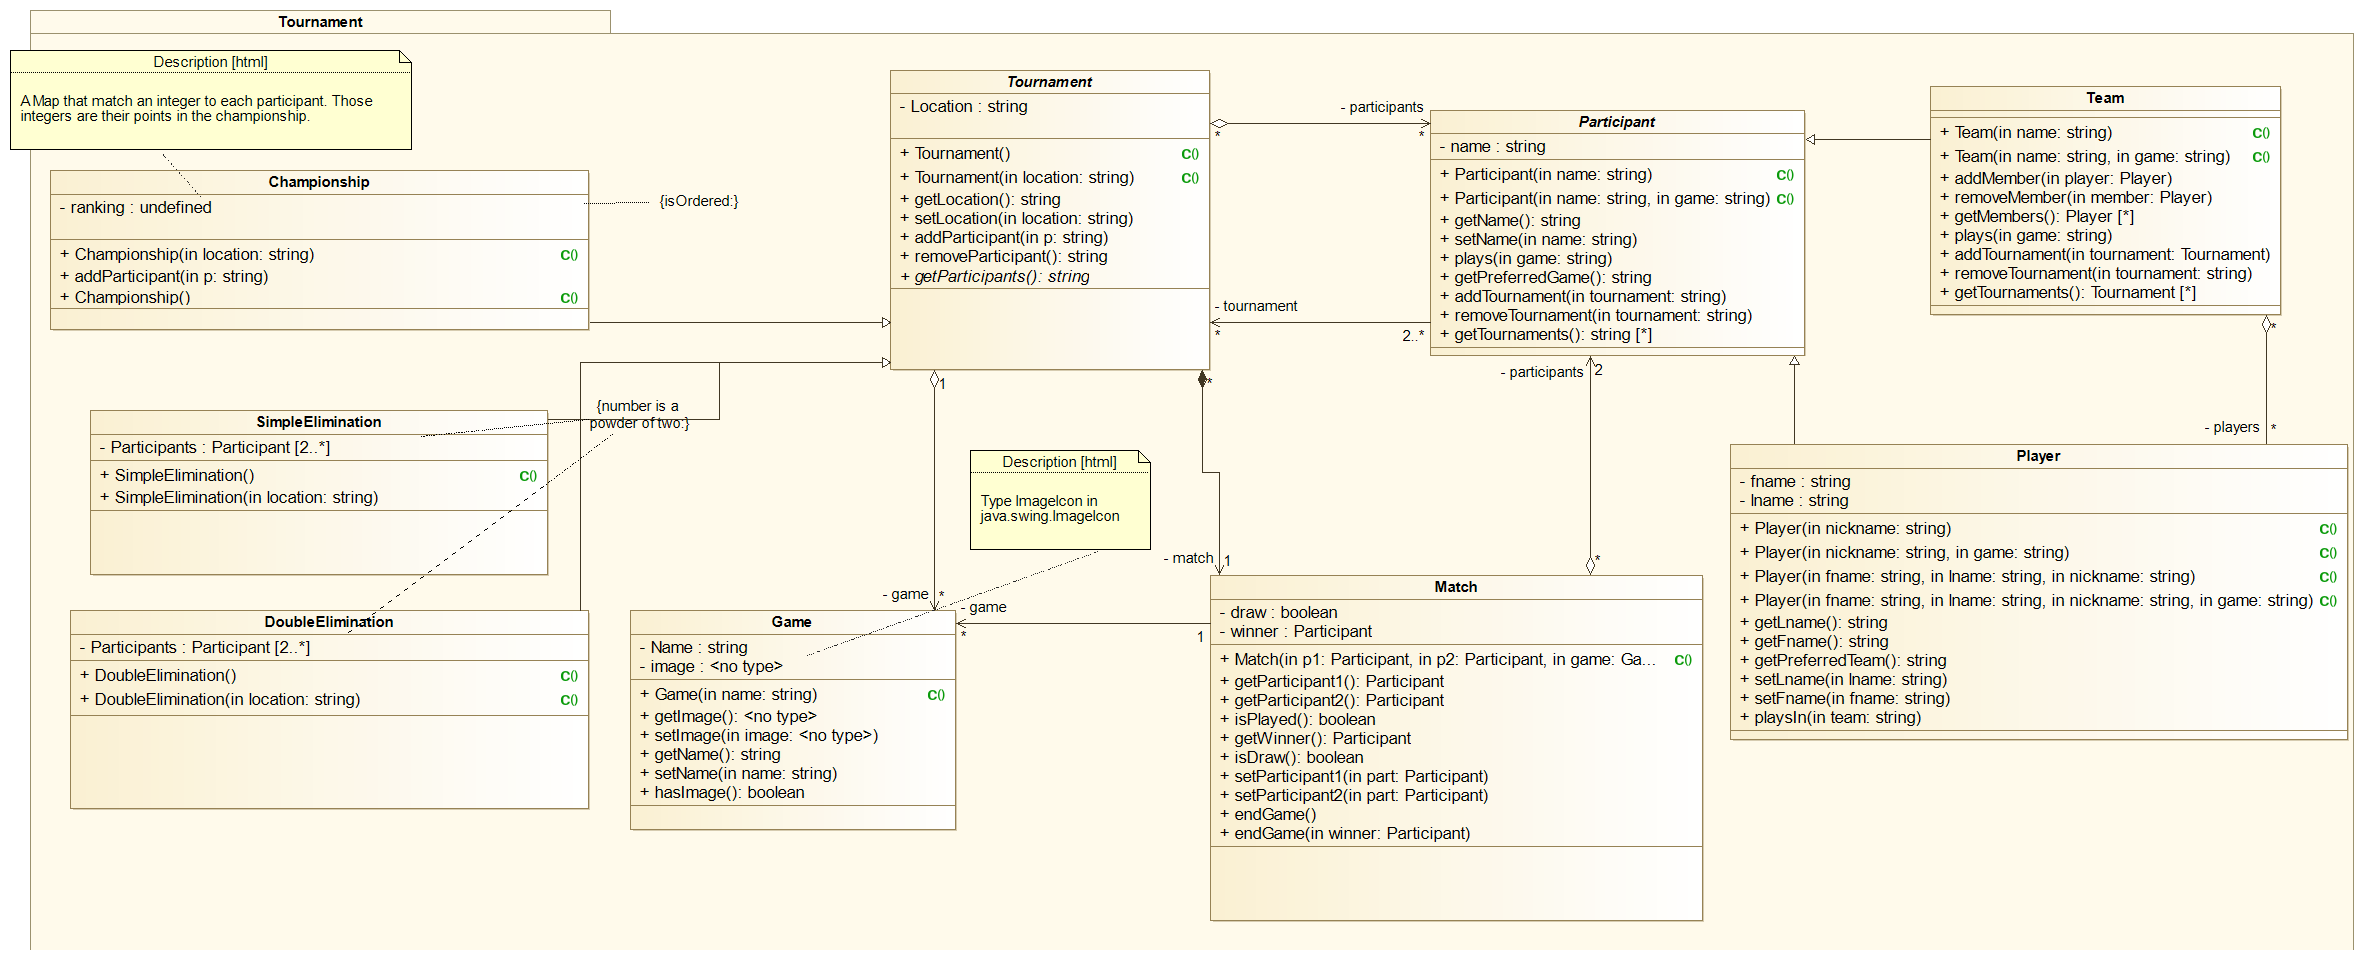 Tournament
Description [html]
A Map that match an integer to each participant. Those
integers are their points in the championship.
Championship
- ranking : undefined
+ Championship(in location: string) C()
+ addParticipant(in p: string)
+ Championship() C()
{isOrdered:}
SimpleElimination
- Participants : Participant [2..*]
+ SimpleElimination() C()
+ SimpleElimination(in location: string)
{number is a
powder of two:}
DoubleElimination
- Participants : Participant [2..*]
+ DoubleElimination() C()
+ DoubleElimination(in location: string) C()
Tournament
- Location : string
+ Tournament() C()
+ Tournament(in location: string) C()
+ getLocation(): string
+ setLocation(in location: string)
+ addParticipant(in p: string)
+ removeParticipant(): string
+ getParticipants(): string
- participants
*
*
- tournament
*
2..*
1
*
Participant
- name : string
+ Participant(in name: string) C()
+ Participant(in name: string, in game: string) C()
+ getName(): string
+ setName(in name: string)
+ plays(in game: string)
+ getPreferredGame(): string
+ addTournament(in tournament: string)
+ removeTournament(in tournament: string)
+ getTournaments(): string [*]
- participants 2
Team
+ Team(in name: string) C()
+ Team(in name: string, in game: string) C()
+ addMember(in player: Player)
+ removeMember(in member: Player)
+ getMembers(): Player [*]
+ plays(in game: string)
+ addTournament(in tournament: Tournament)
+ removeTournament(in tournament: string)
+ getTournaments(): Tournament [*]
*
- players *
Player
- fname : string
- lname : string
+ Player(in nickname: string) C()
+ Player(in nickname: string, in game: string) C()
+ Player(in fname: string, in lname: string, in nickname: string) C()
+ Player(in fname: string, in lname: string, in nickname: string, in game: string) C()
+ getLname(): string
+ getFname(): string
+ getPreferredTeam(): string
+ setLname(in lname: string)
+ setFname(in fname: string)
+ playsIn(in team: string)
Description [html]
Type ImageIcon in
java.swing.ImageIcon
- match 1
*
- game *
- game
*
1
Game
- Name : string
- image : <no type>
+ Game(in name: string) C()
+ getImage(): <no type>
+ setImage(in image: <no type>)
+ getName(): string
+ setName(in name: string)
+ hasImage(): boolean
Match
- draw : boolean
- winner : Participant
+ Match(in p1: Participant, in p2: Participant, in game: Ga... C()
+ getParticipant1(): Participant
+ getParticipant2(): Participant
+ isPlayed(): boolean
+ getWinner(): Participant
+ isDraw(): boolean
+ setParticipant1(in part: Participant)
+ setParticipant2(in part: Participant)
+ endGame()
+ endGame(in winner: Participant)